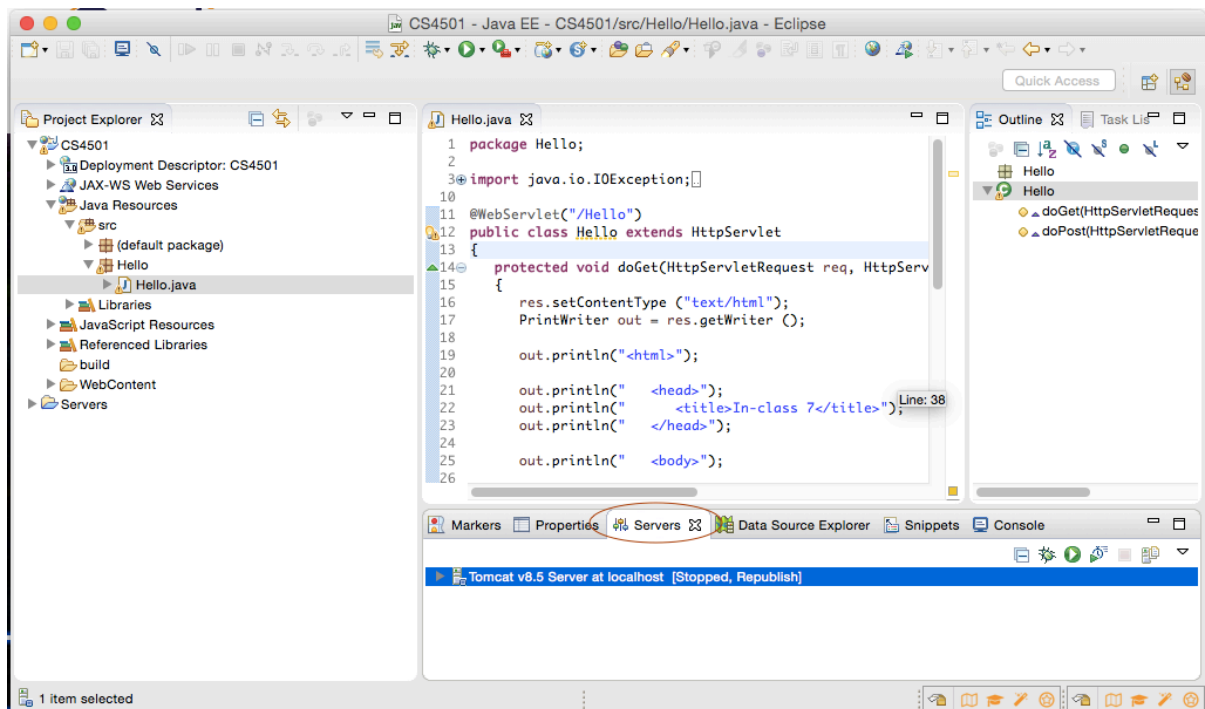 CS4501 - Java EE - CS4501/src/Hello/Hello.java - Eclipse
Quick Access
Project Explorer
CS4501
Deployment Descriptor: CS4501
JAX-WS Web Services
Java Resources
src
(default package)
Hello
Hello.java
Libraries
JavaScript Resources
Referenced Libraries
build
WebContent
Servers
Hello.java
1 package Hello;
2
3 import java.io.IOException;
10
11 @WebServlet("/Hello")
12 public class Hello extends HttpServlet
13 {
14 protected void doGet(HttpServletRequest req, HttpServ
15 {
16 res.setContentType ("text/html");
17 PrintWriter out = res.getWriter ();
18
19 out.println("<html>");
20
21 out.println("   <head>");
22 out.println("      <title>In-class 7</title>");
23 out.println("   </head>");
24
25 out.println("   <body>");
26
Line: 38
Outline Task Lis
Hello
Hello
doGet(HttpServletReques
doPost(HttpServletReque
Markers Properties Servers Data Source Explorer Snippets Console
Tomcat v8.5 Server at localhost [Stopped, Republish]
1 item selected